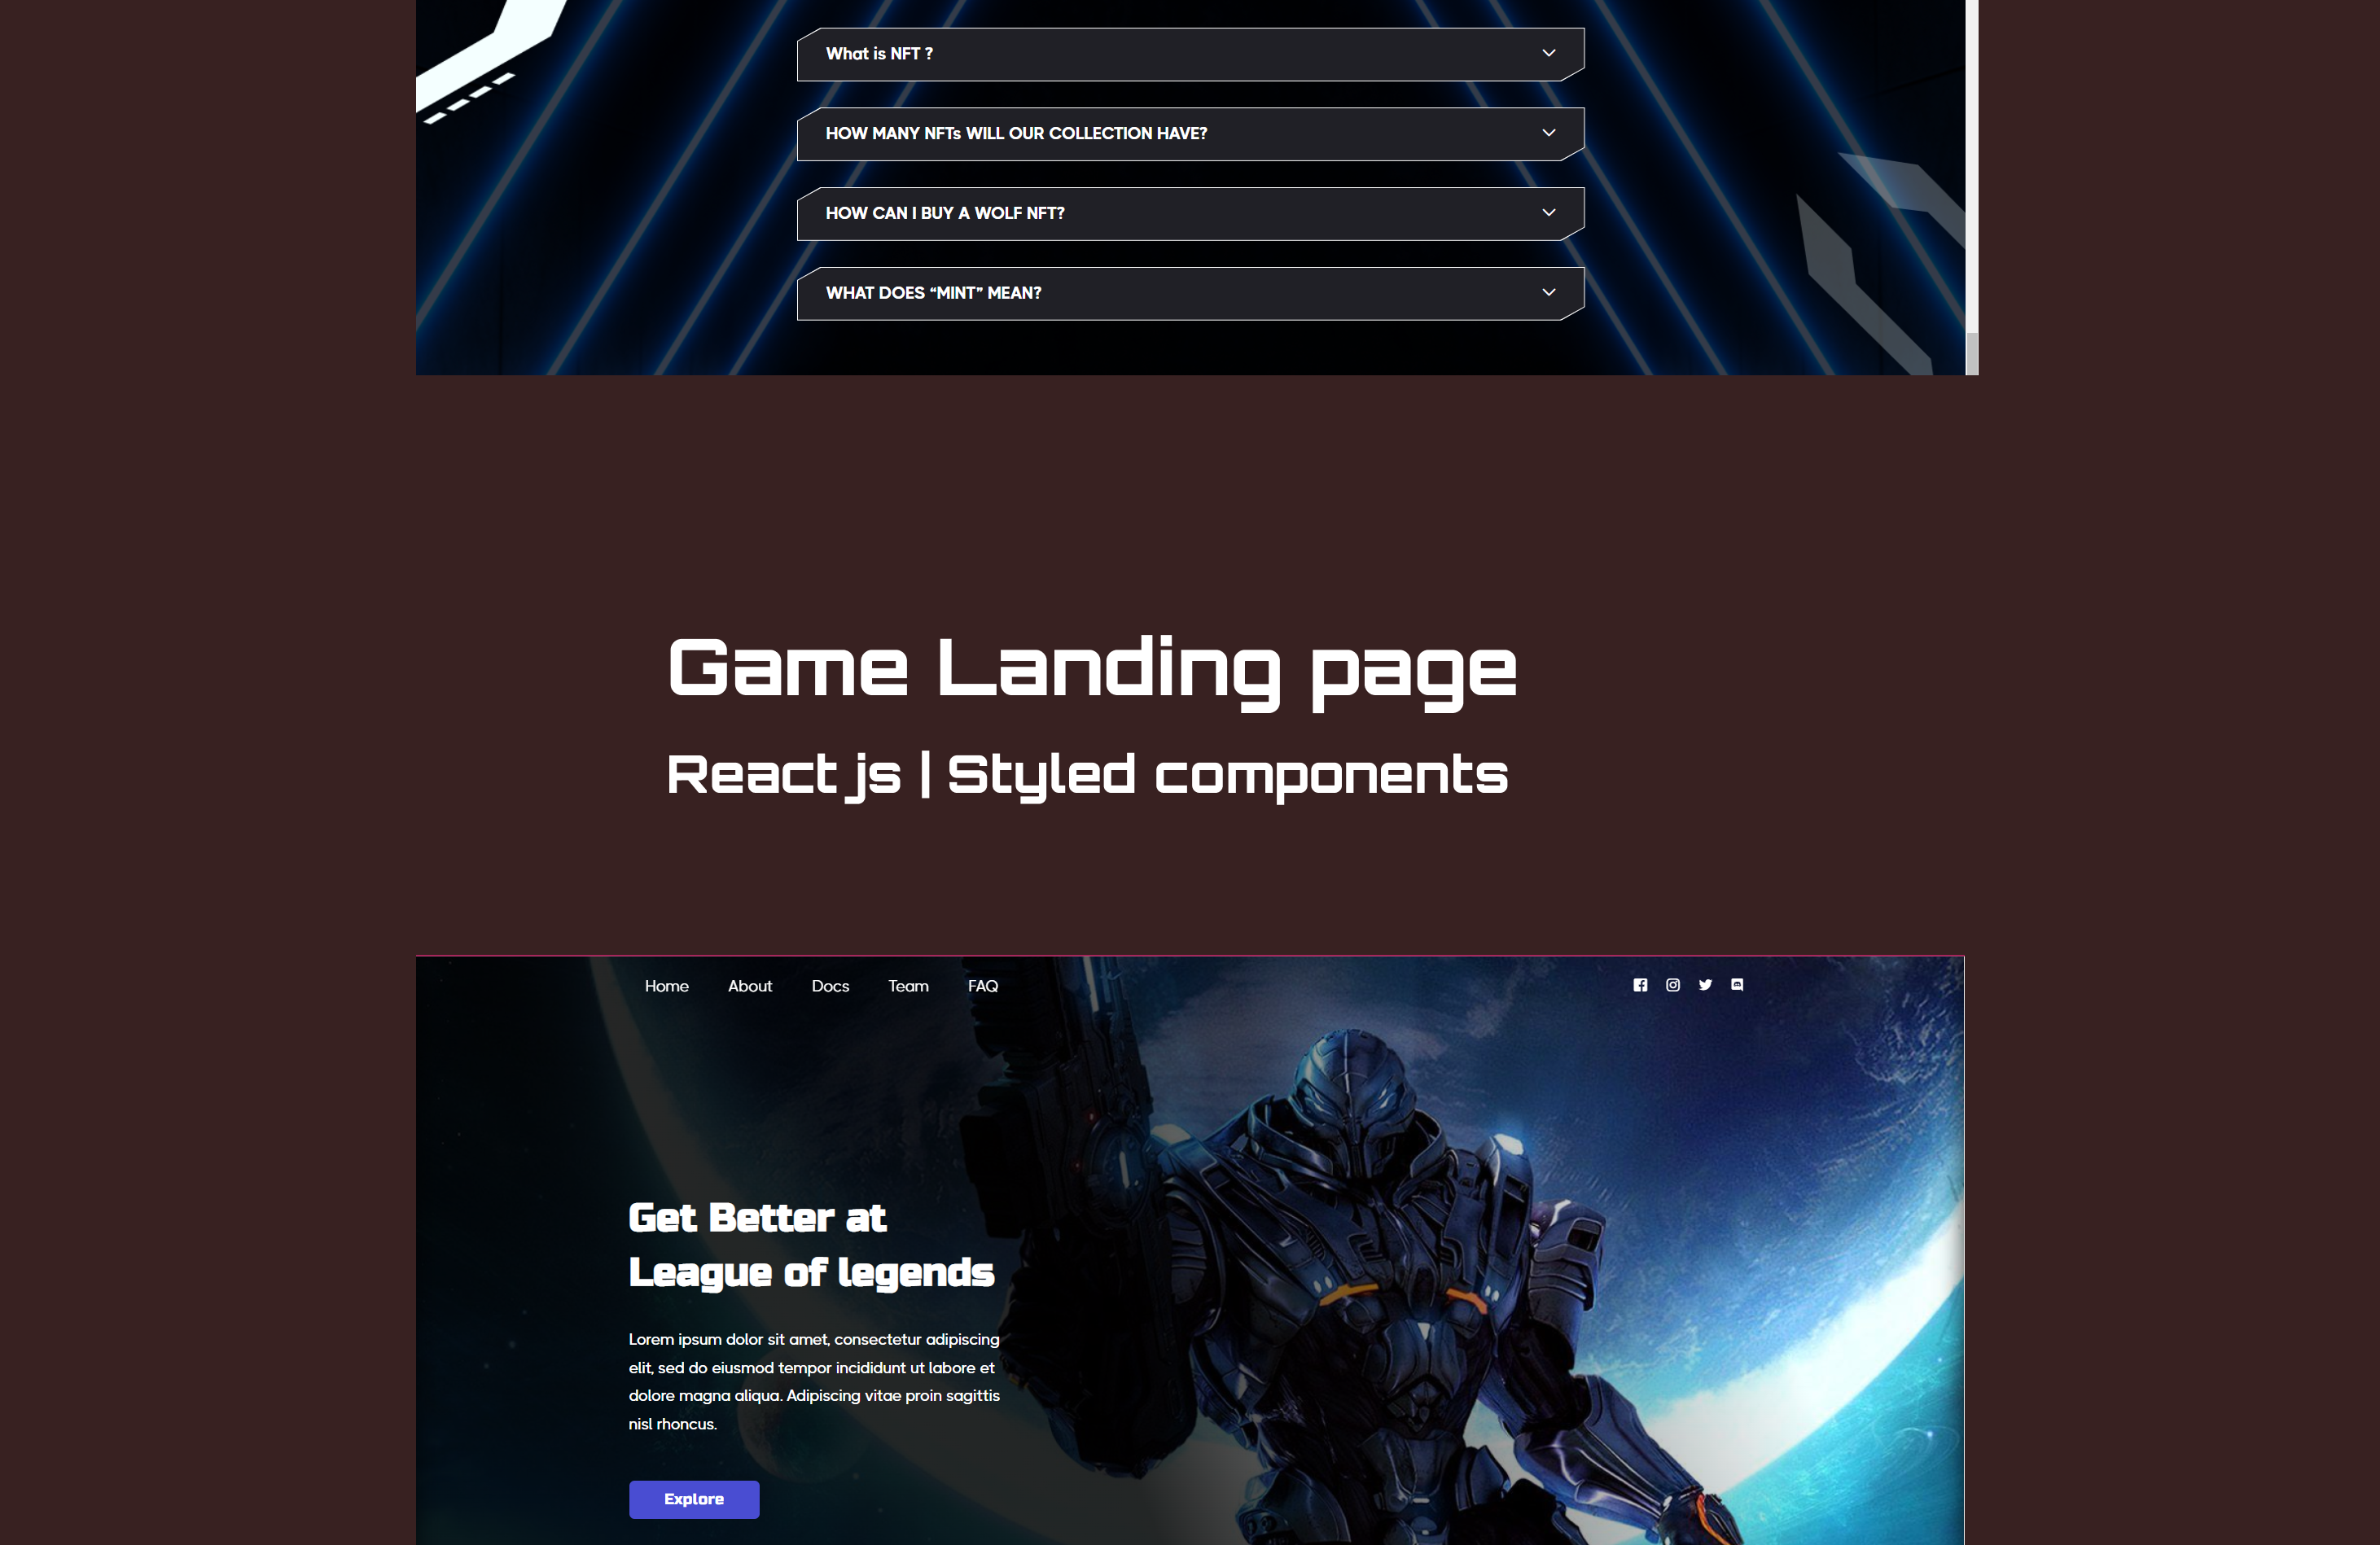 What is NFT ?
HOW MANY NFTs WILL OUR COLLECTION HAVE?
HOW CAN I BUY A WOLF NFT?
WHAT DOES “MINT” MEAN?
Game Landing page
React js | Styled components
Home About Docs Team FAQ
Get Better at
League of legends
Lorem ipsum dolor sit amet, consectetur adipiscing
elit, sed do eiusmod tempor incididunt ut labore et
dolore magna aliqua. Adipiscing vitae proin sagittis
nisl rhoncus.
Explore